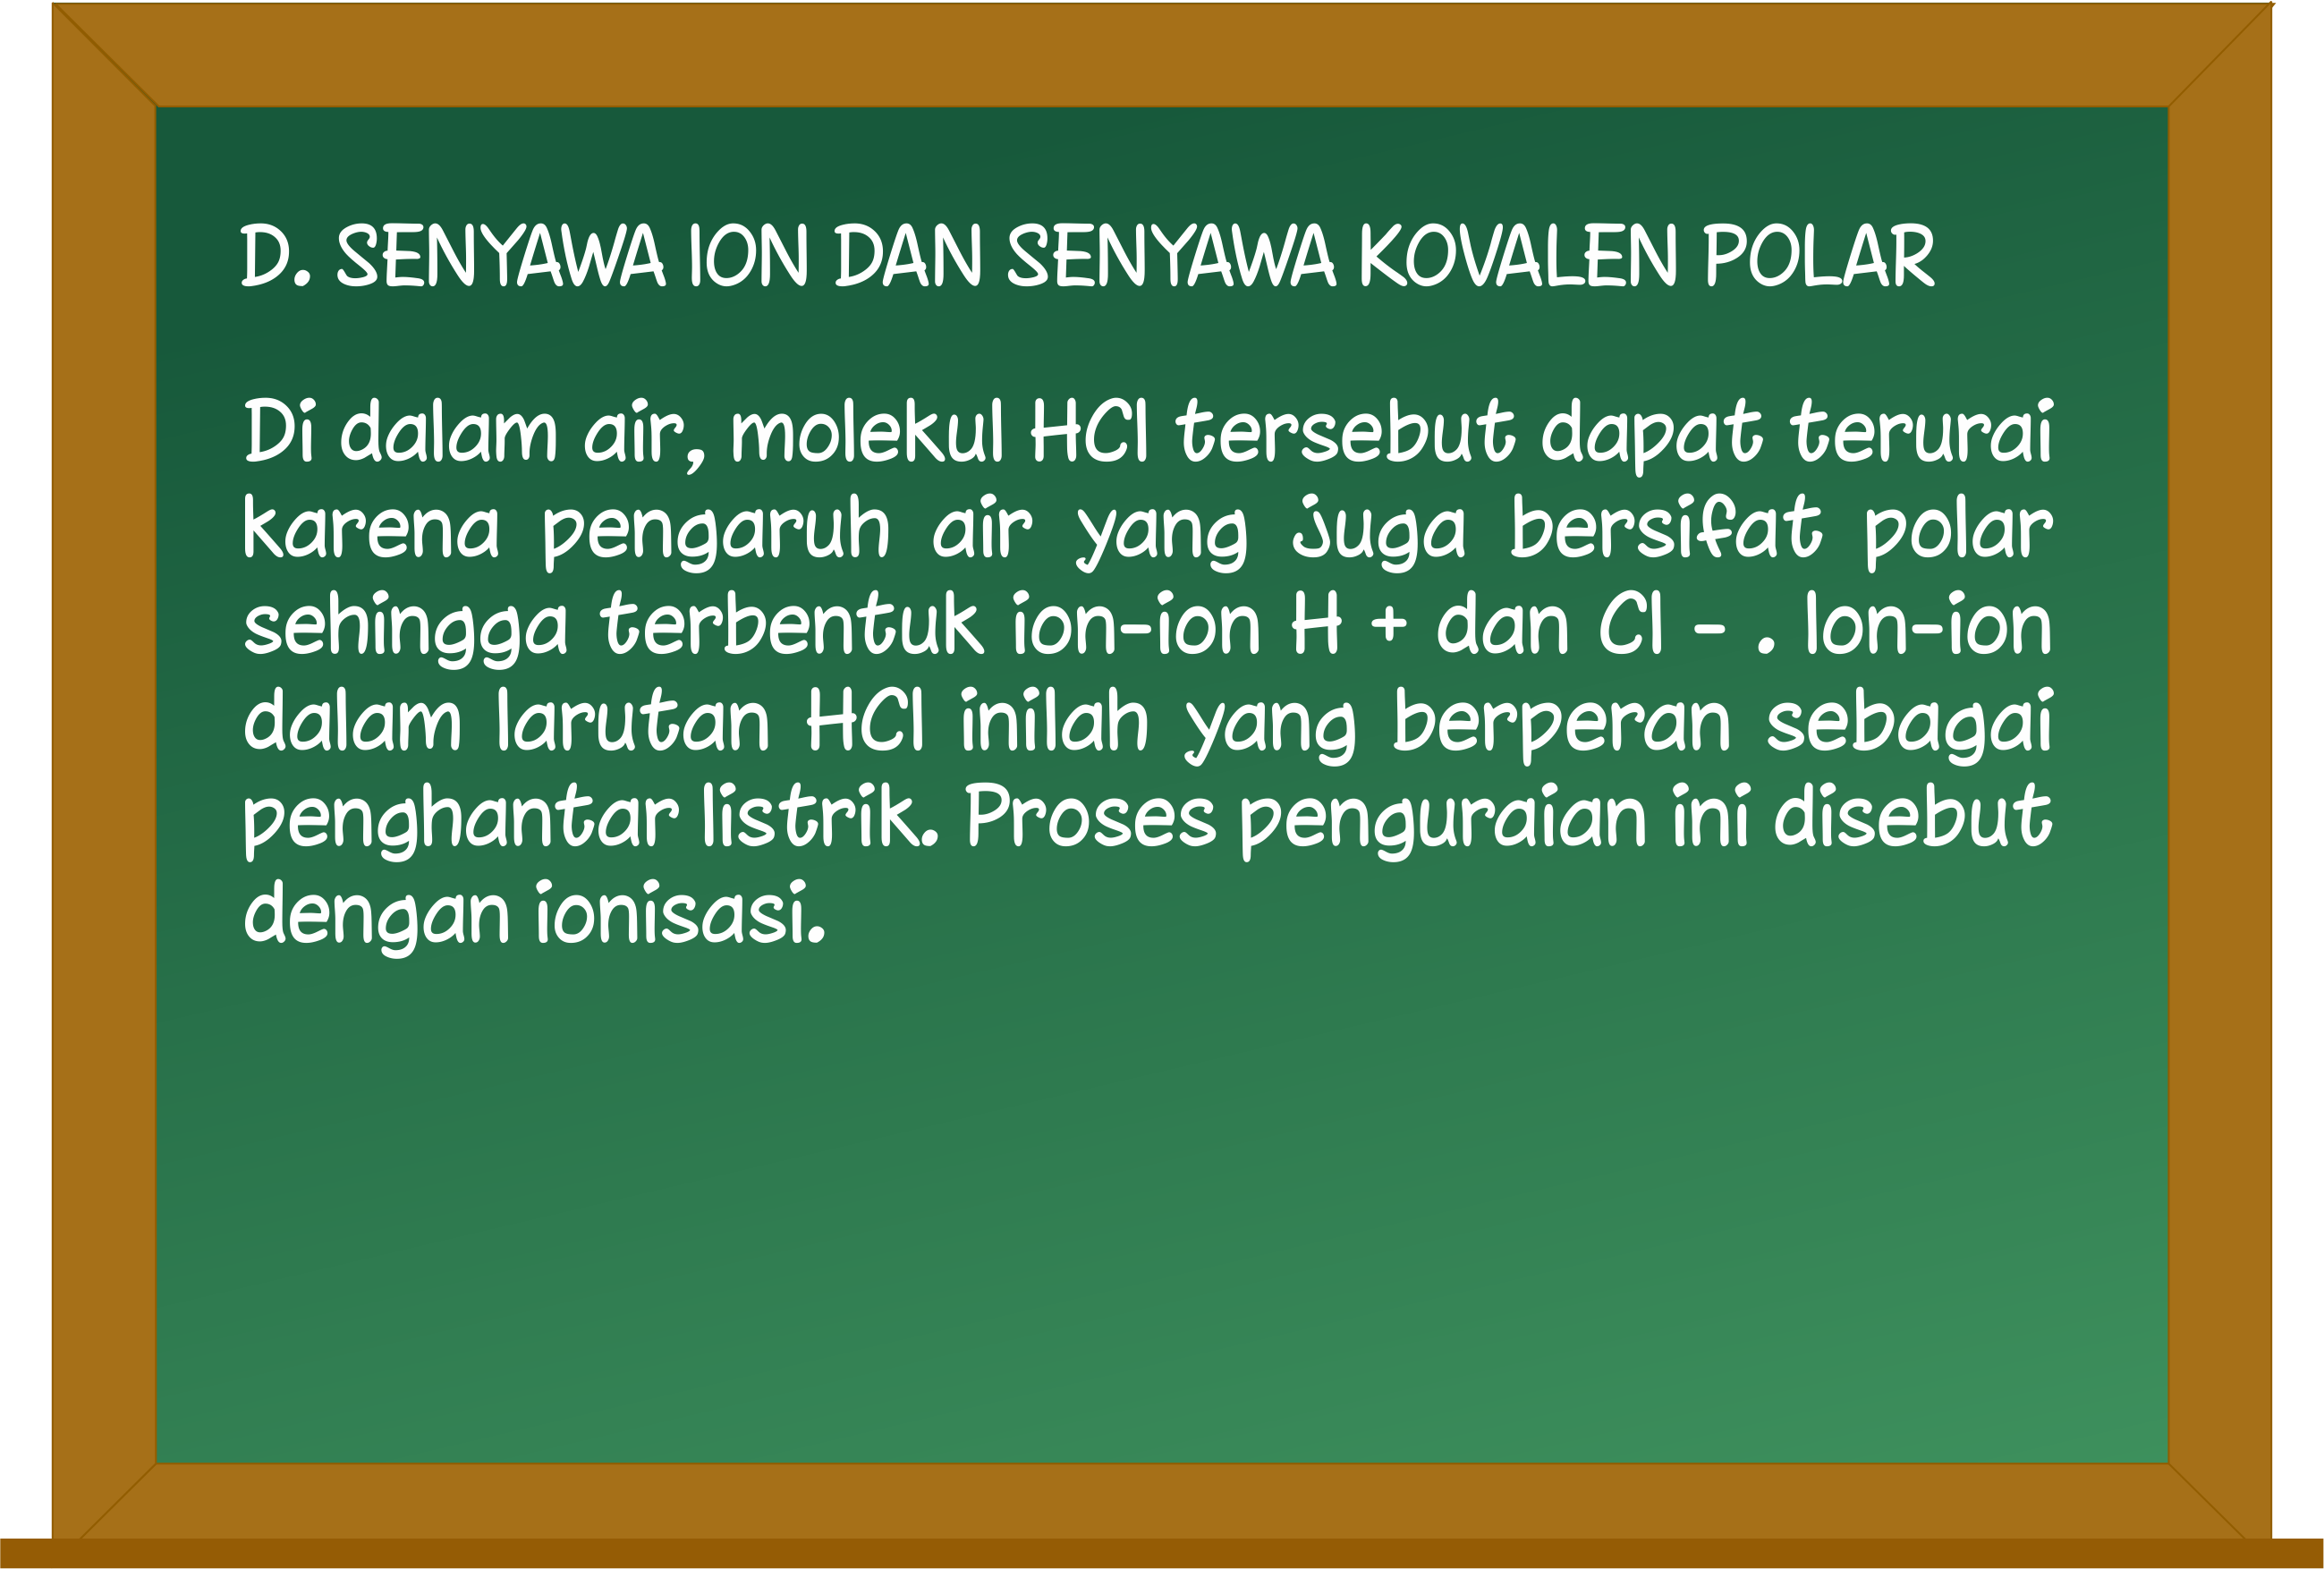 D. SENYAWA ION DAN SENYAWA KOVALEN POLAR
Di dalam air, molekul HCl tersebut dapat terurai
karena pengaruh air yang juga bersifat polar
sehingga terbentuk ion-ion H + dan Cl - . Ion-ion
dalam larutan HCl inilah yang berperan sebagai
penghantar listrik. Proses penguraian ini disebut
dengan ionisasi.